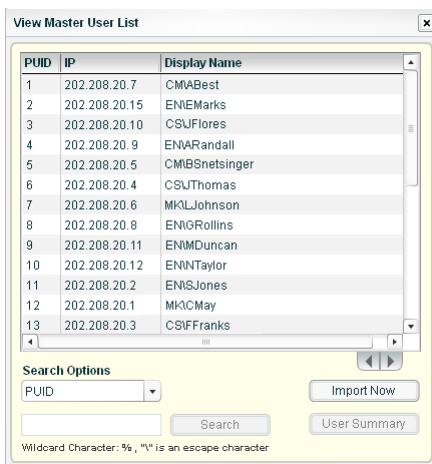 View Master User List
PUID IP Display Name
1 202.208.20.7 CM\ABest
2 202.208.20.15 EN\EMarks
3 202.208.20.10 CS\JFlores
4 202.208.20.9 EN\ARandall
5 202.208.20.5 CM\BSnetsinger
6 202.208.20.4 CS\JThomas
7 202.208.20.6 MK\LJohnson
8 202.208.20.8 EN\GRollins
9 202.208.20.11 EN\MDuncan
10 202.208.20.12 EN\NTaylor
11 202.208.20.2 EN\SJones
12 202.208.20.1 MK\CMay
13 202.208.20.3 CS\FFranks
Search Options
PUID
Import Now
Search
User Summary
Wildcard Character: % , "\" is an escape character